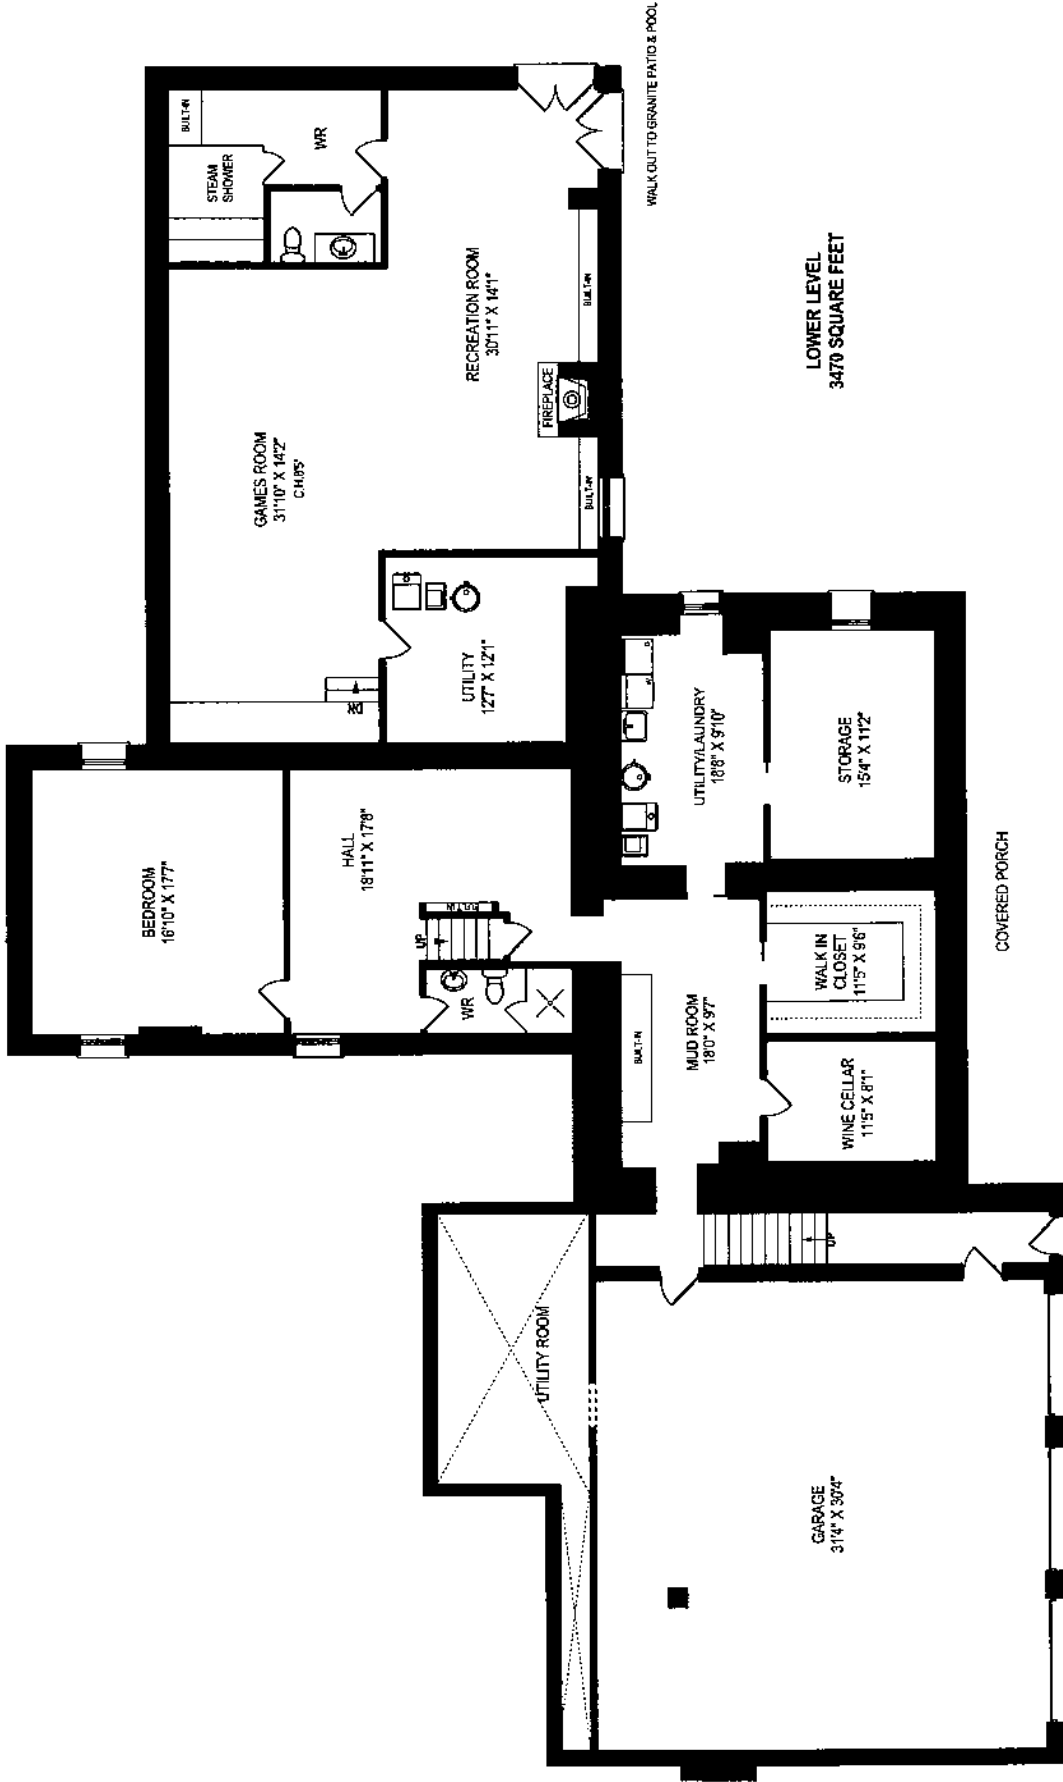 WALK OUT TO GRANITE PATIO & POOL
BUILT-IN
STEAM
SHOWER
WR
GAMES ROOM
31'10" X 14'2"
C.H.8'5"
RECREATION ROOM
30'11" X 14'1"
BUILT-IN
FIREPLACE
BUILT-IN
LOWER LEVEL
3470 SQUARE FEET
UTILITY
12'7" X 12'1"
BEDROOM
16'10" X 17'7"
HALL
18'11" X 17'8"
UP
WR
UTILITY/LAUNDRY
18'8" X 9'10"
STORAGE
15'4" X 11'2"
BUILT-IN
MUD ROOM
18'0" X 9'7"
WALK IN
CLOSET
11'5" X 9'6"
WINE CELLAR
11'5" X 8'1"
COVERED PORCH
UP
UTILITY ROOM
GARAGE
31'4" X 30'4"